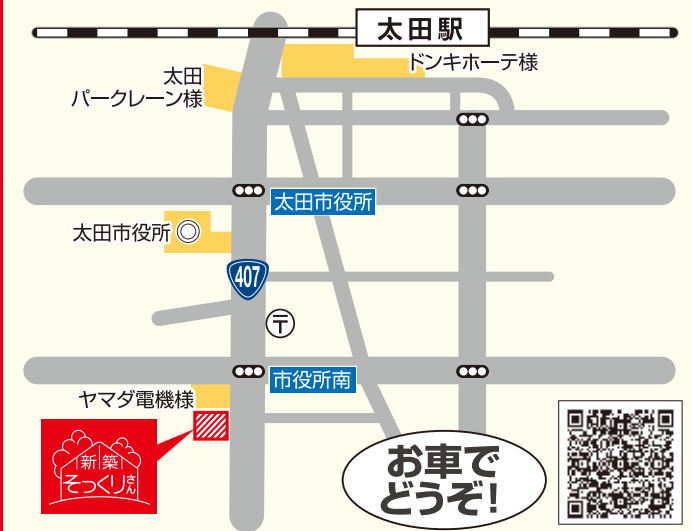 太田駅
ドンキホーテ様
太田
パークレーン様
太田市役所
太田市役所
407
〒
市役所南
ヤマダ電機様
新築
そっくりさん
お車で
どうぞ!